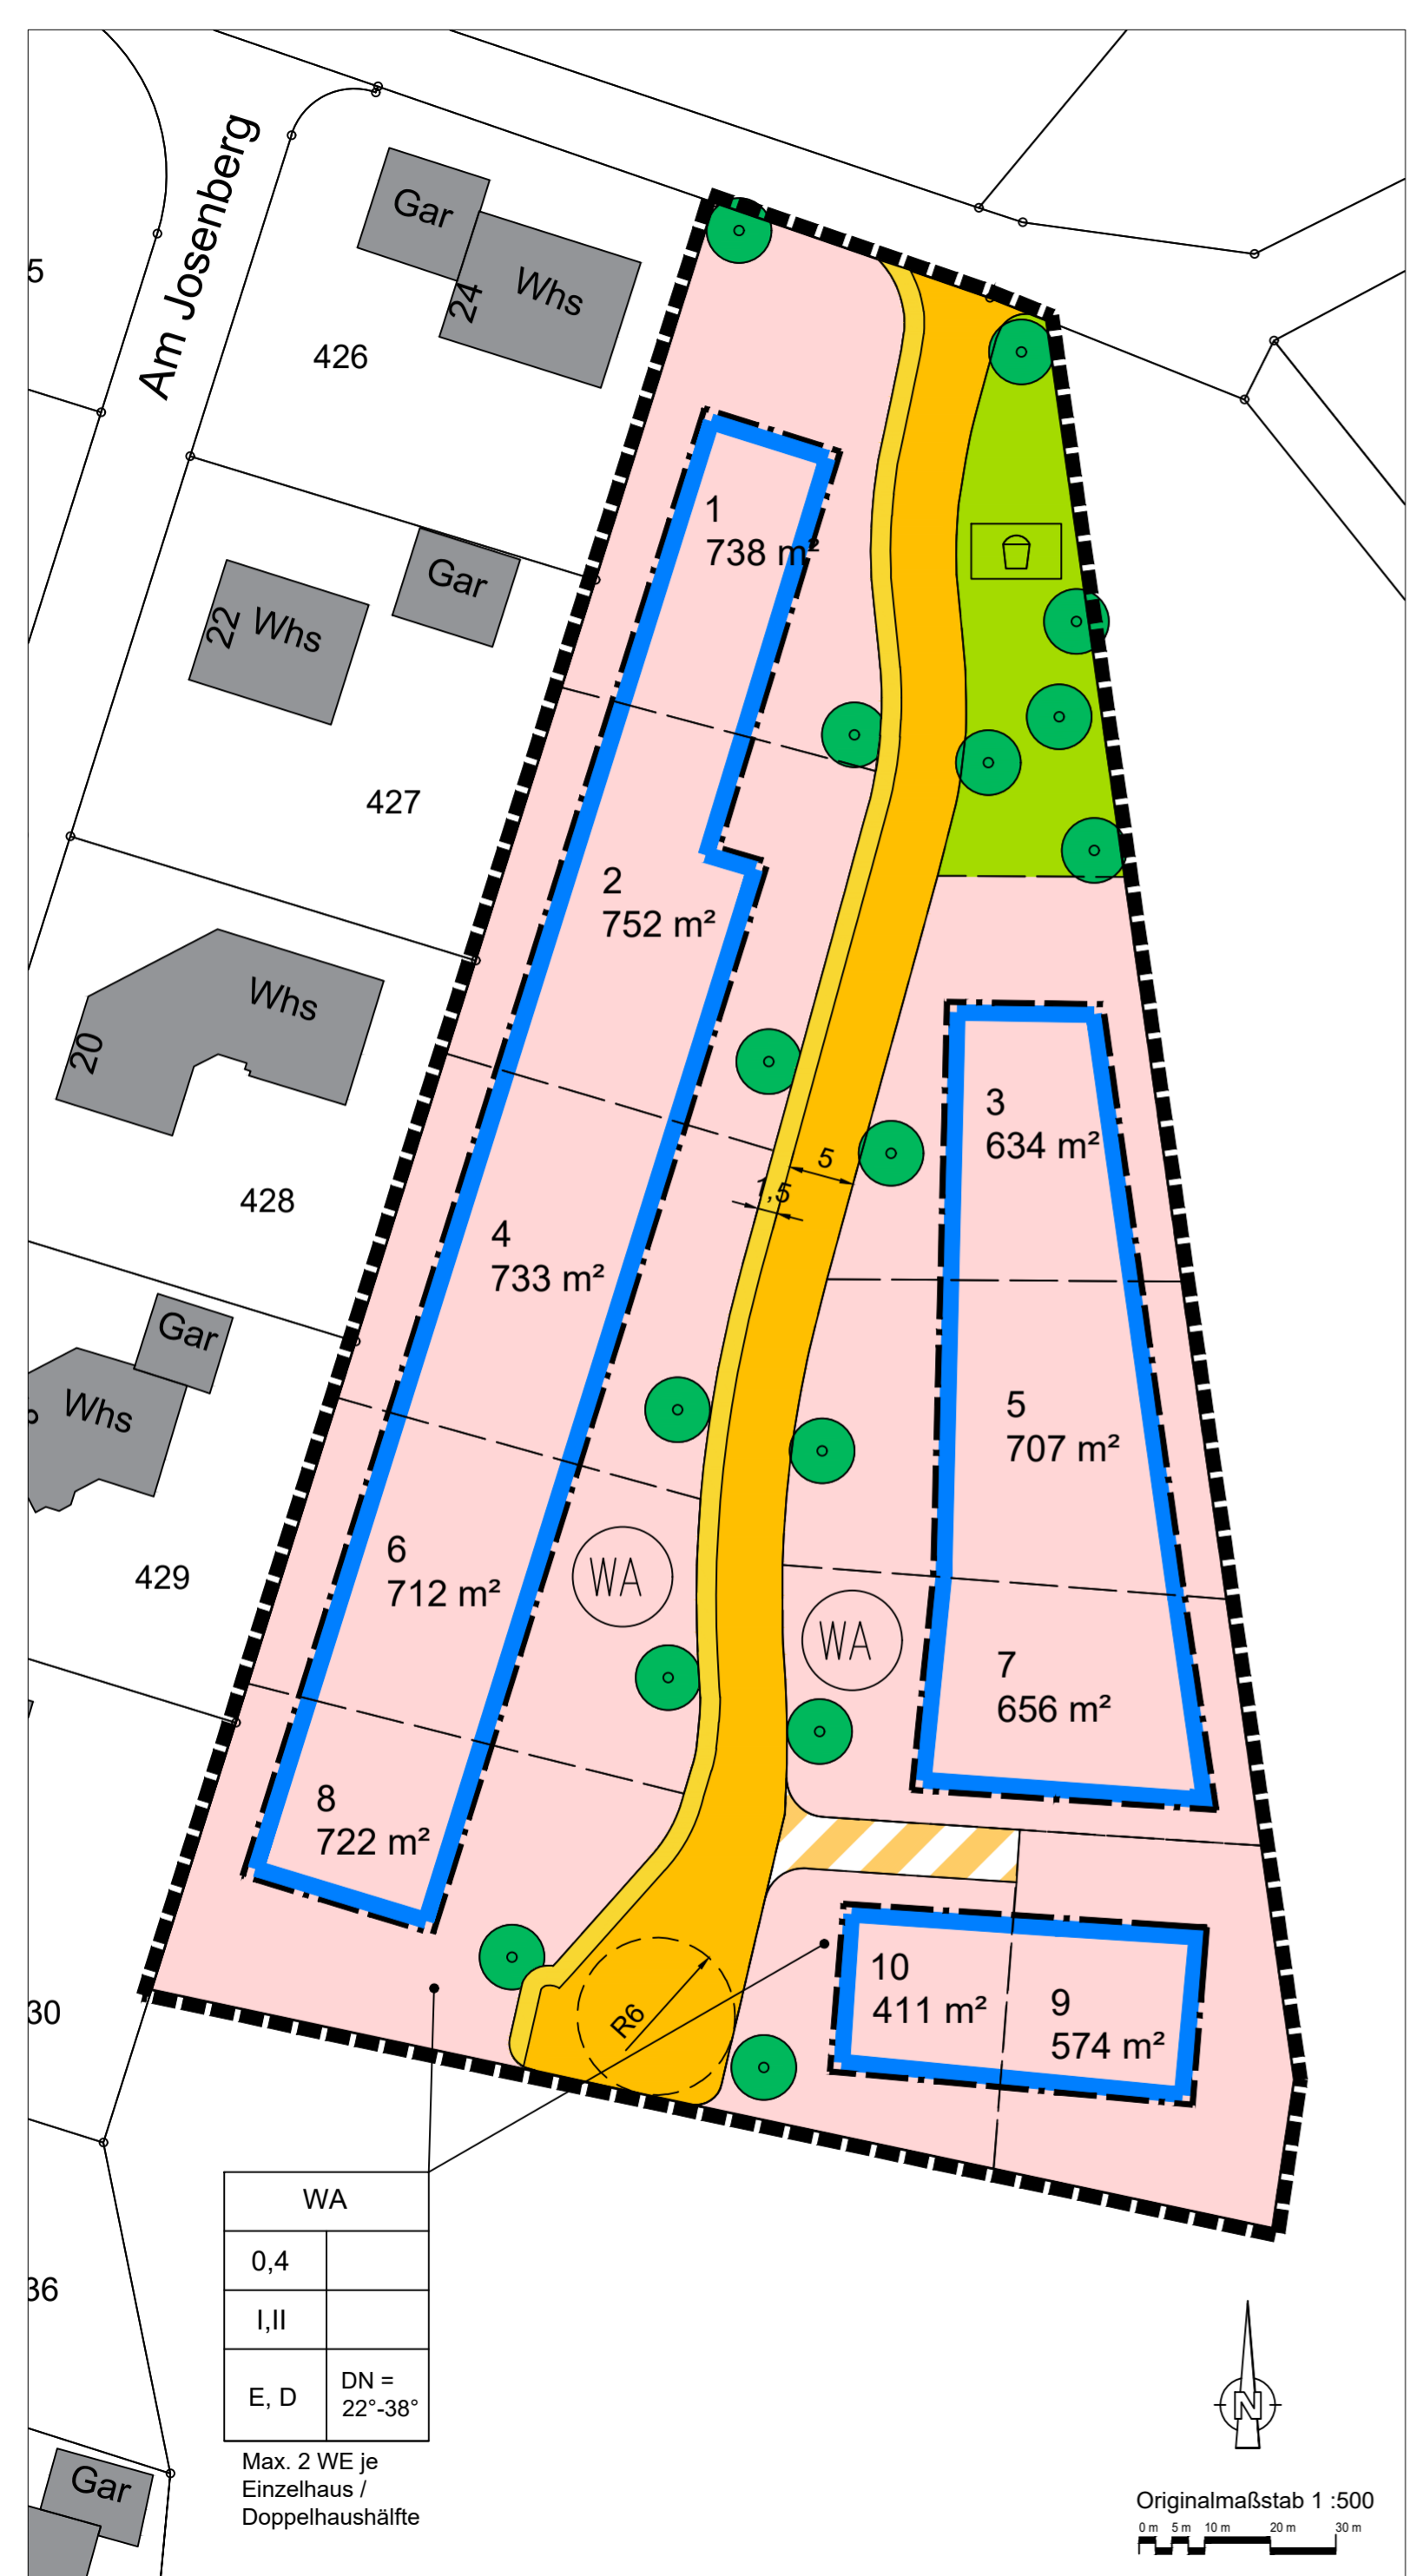 Am Josenberg
Gar
24
Whs
5
426
1
738 m²
Gar
22
Whs
427
2
752 m²
Whs
20
3
634 m²
5
1,5
428
4
733 m²
Gar
Whs
5
707 m²
6
712 m²
WA
WA
429
7
656 m²
8
722 m²
10
411 m²
9
574 m²
R6
30
WA
0,4
I,II
E, D
DN =
22°-38°
36
Max. 2 WE je
Einzelhaus /
Doppelhaushälfte
N
Gar
Originalmaßstab 1 :500
0 m 5 m 10 m 20 m 30 m